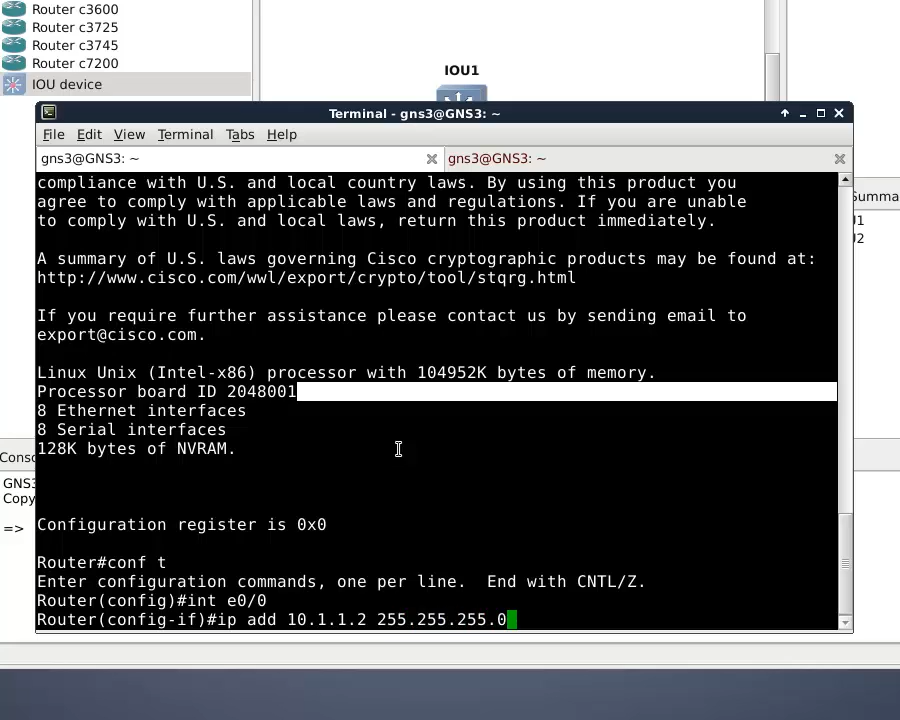 Router c3600
Router c3725
Router c3745
Router c7200
IOU device
IOU1
Terminal - gns3@GNS3: ~
File Edit View Terminal Tabs Help
gns3@GNS3: ~
gns3@GNS3: ~
compliance with U.S. and local country laws. By using this product you
agree to comply with applicable laws and regulations. If you are unable
to comply with U.S. and local laws, return this product immediately.
A summary of U.S. laws governing Cisco cryptographic products may be found at:
http://www.cisco.com/wwl/export/crypto/tool/stqrg.html
If you require further assistance please contact us by sending email to
export@cisco.com.
Linux Unix (Intel-x86) processor with 104952K bytes of memory.
Processor board ID 2048001
8 Ethernet interfaces
8 Serial interfaces
128K bytes of NVRAM.
Configuration register is 0x0
Router#conf t
Enter configuration commands, one per line.  End with CNTL/Z.
Router(config)#int e0/0
Router(config-if)#ip add 10.1.1.2 255.255.255.0
Summa
J1
J2
Conso
GNS3
Copy
=>